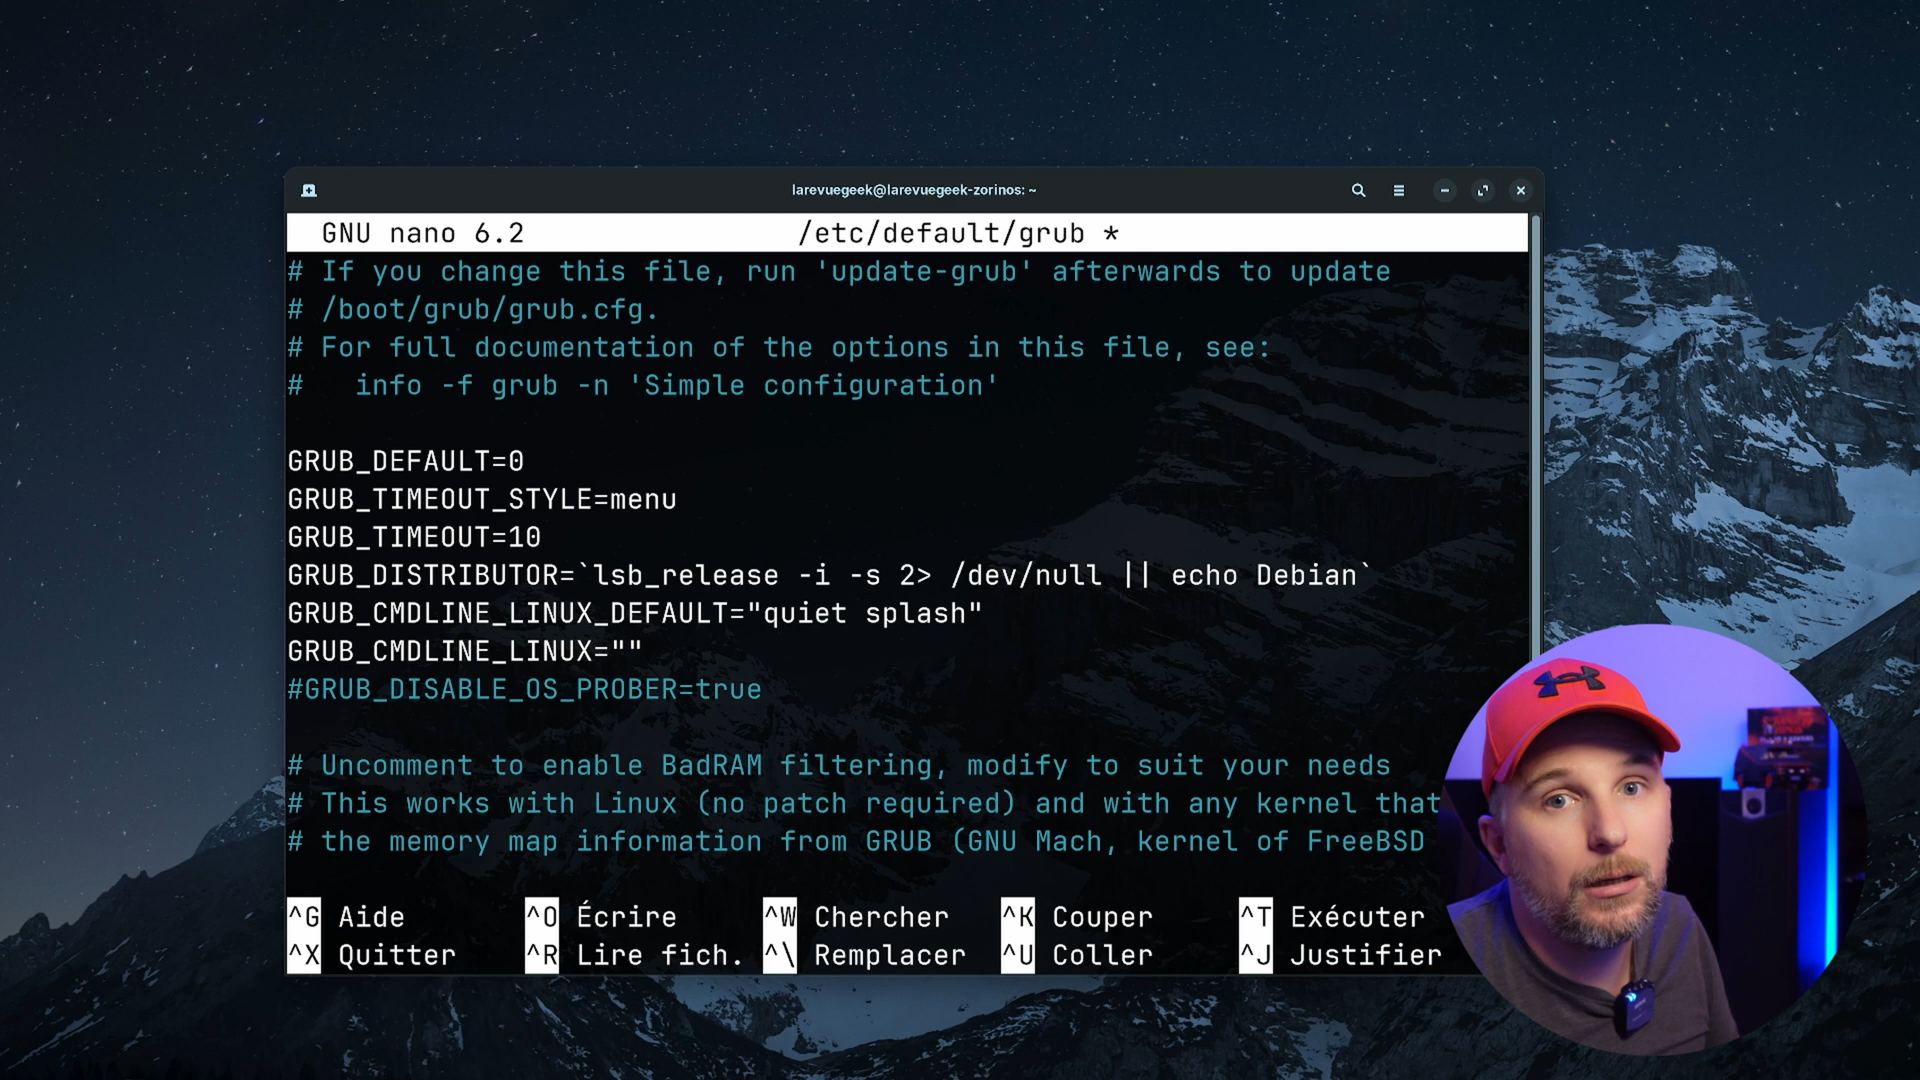 larevuegeek@larevuegeek-zorinos: ~
GNU nano 6.2 /etc/default/grub *
# If you change this file, run 'update-grub' afterwards to update
# /boot/grub/grub.cfg.
# For full documentation of the options in this file, see:
#   info -f grub -n 'Simple configuration'
GRUB_DEFAULT=0
GRUB_TIMEOUT_STYLE=menu
GRUB_TIMEOUT=10
GRUB_DISTRIBUTOR=`lsb_release -i -s 2> /dev/null || echo Debian`
GRUB_CMDLINE_LINUX_DEFAULT="quiet splash"
GRUB_CMDLINE_LINUX=""
#GRUB_DISABLE_OS_PROBER=true
# Uncomment to enable BadRAM filtering, modify to suit your needs
# This works with Linux (no patch required) and with any kernel that
# the memory map information from GRUB (GNU Mach, kernel of FreeBSD
^G Aide ^O Écrire ^W Chercher ^K Couper ^T Exécuter
^X Quitter ^R Lire fich. ^\ Remplacer ^U Coller ^J Justifier